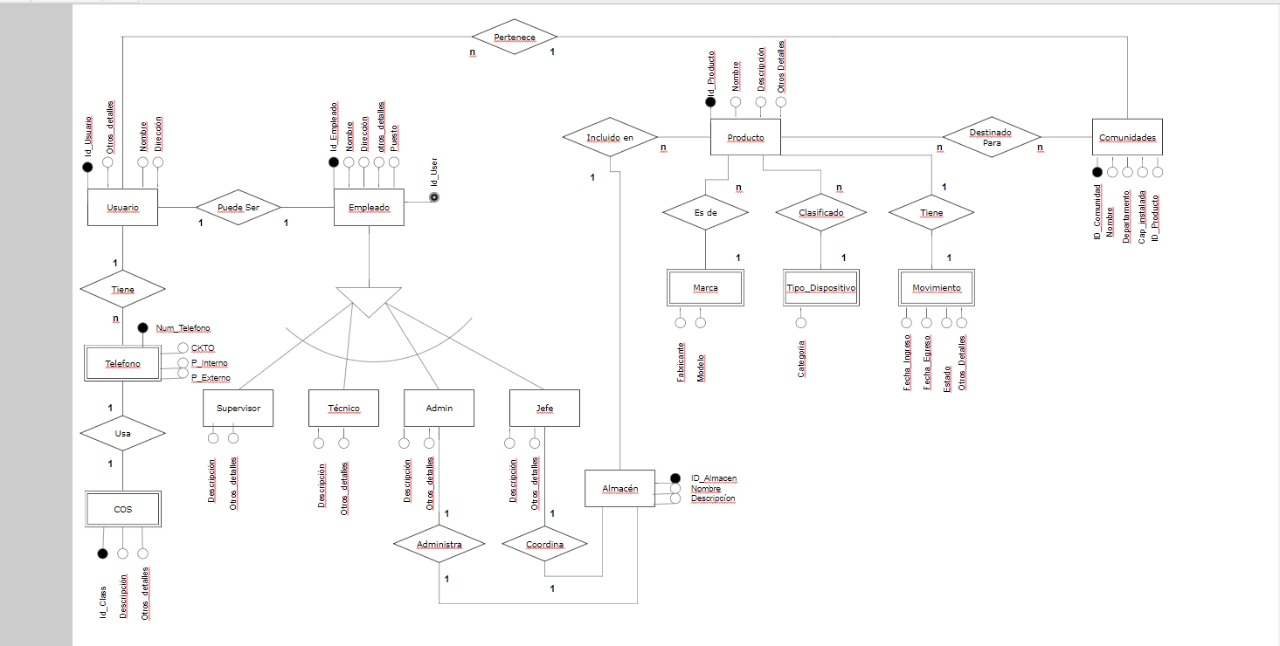 Pertenece
n
1
Id_Usuario
Otros_detalles
Nombre
Dirección
Id_Empleado
Nombre
Dirección
otros_detalles
Puesto
Id_User
Id_Producto
Nombre
Descripción
Otros Detalles
Usuario
Puede Ser
1
1
Empleado
Incluido en
n
1
Producto
Destinado
Para
n
n
Comunidades
ID_Comunidad
Nombre
Departamento
Cap_instalada
ID_Producto
n
n
1
Es de
Clasificado
Tiene
1
1
1
Marca
Tipo_Dispositivo
Movimiento
Fabricante
Modelo
Categoria
Fecha_Ingreso
Fecha_Egreso
Estado
Otros_Detalles
1
Tiene
n
Num_Telefono
CKTO
P_Interno
P_Externo
Telefono
1
Usa
1
COS
Id_Class
Descripción
Otros_detalles
Supervisor
Técnico
Admin
Jefe
Descripción
Otros_detalles
Descripción
Otros_detalles
Descripción
Otros_detalles
Descripción
Otros_detalles
Almacén
ID_Almacen
Nombre
Descripcíon
1
1
Administra
Coordina
1
1